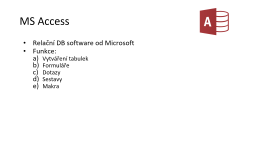 MS Access
• Relační DB software od Microsoft
• Funkce:
a) Vytváření tabulek
b) Formuláře
c) Dotazy
d) Sestavy
e) Makra
A